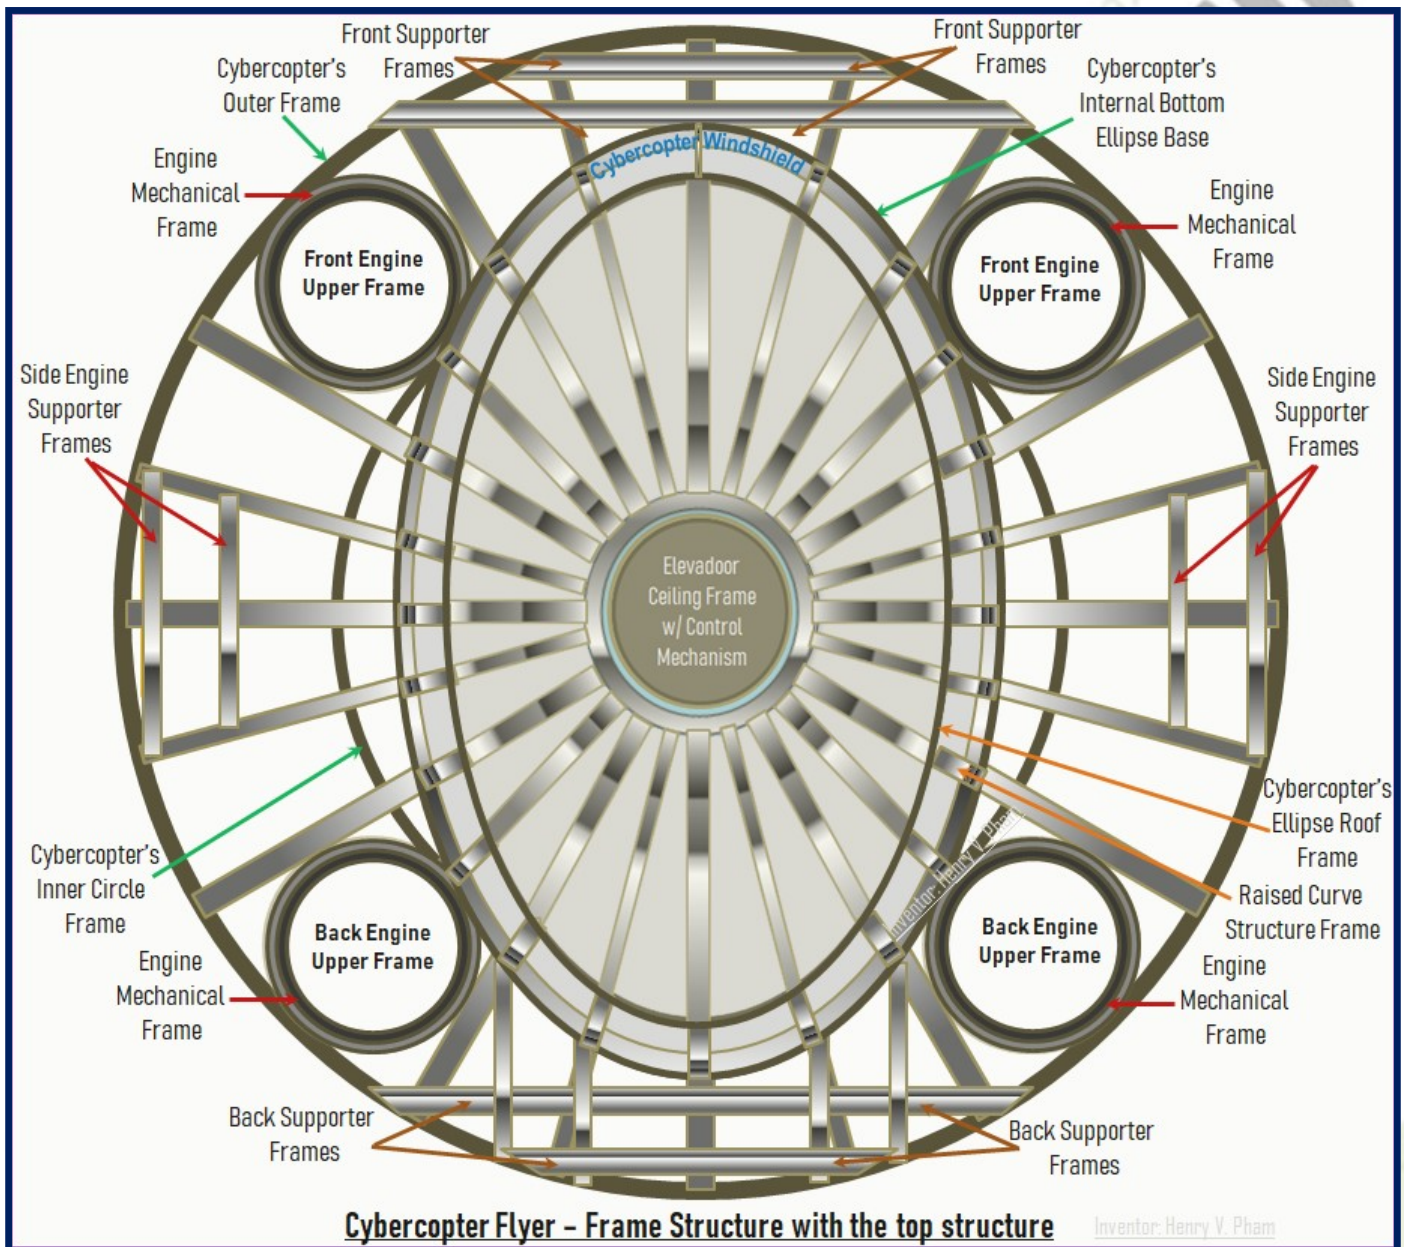 Front Supporter
Frames
Front Supporter
Frames
Cybercopter's
Outer Frame
Cybercopter's
Internal Bottom
Ellipse Base
Engine
Mechanical
Frame
Cybercopter Windshield
Engine
Mechanical
Frame
Front Engine
Upper Frame
Front Engine
Upper Frame
Side Engine
Supporter
Frames
Side Engine
Supporter
Frames
Elevadoor
Ceiling Frame
w/ Control
Mechanism
Cybercopter's
Ellipse Roof
Frame
Cybercopter's
Inner Circle
Frame
Inventor: Henry V. Pham
Raised Curve
Structure Frame
Back Engine
Upper Frame
Back Engine
Upper Frame
Engine
Mechanical
Frame
Engine
Mechanical
Frame
Back Supporter
Frames
Back Supporter
Frames
Cybercopter Flyer – Frame Structure with the top structure
Inventor: Henry V. Pham